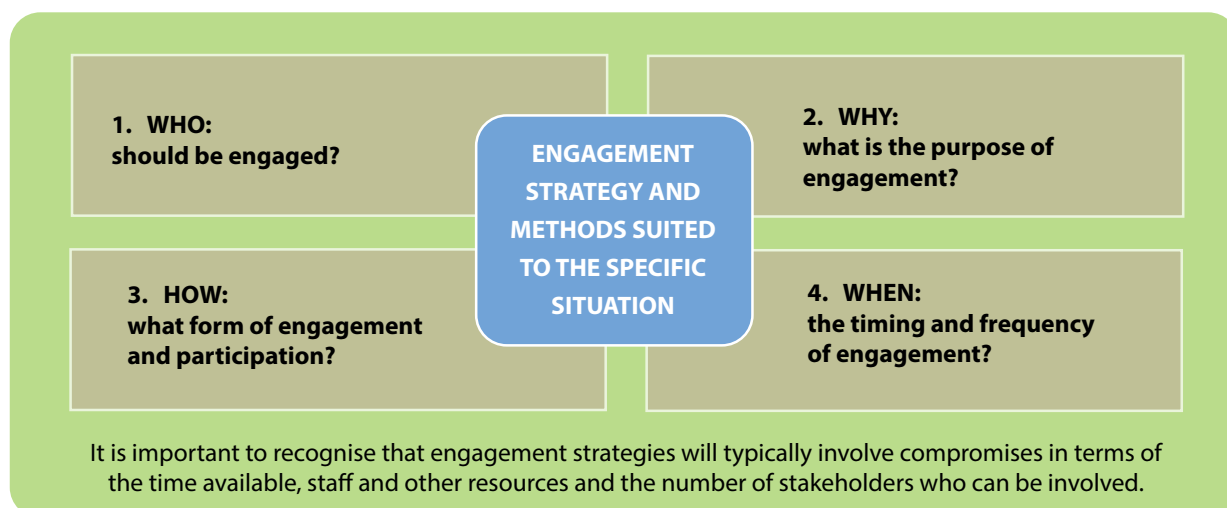 1. WHO:
should be engaged?
2. WHY:
what is the purpose of
engagement?
ENGAGEMENT
STRATEGY AND
METHODS SUITED
TO THE SPECIFIC
SITUATION
3. HOW:
what form of engagement
and participation?
4. WHEN:
the timing and frequency
of engagement?
It is important to recognise that engagement strategies will typically involve compromises in terms of
the time available, staff and other resources and the number of stakeholders who can be involved.